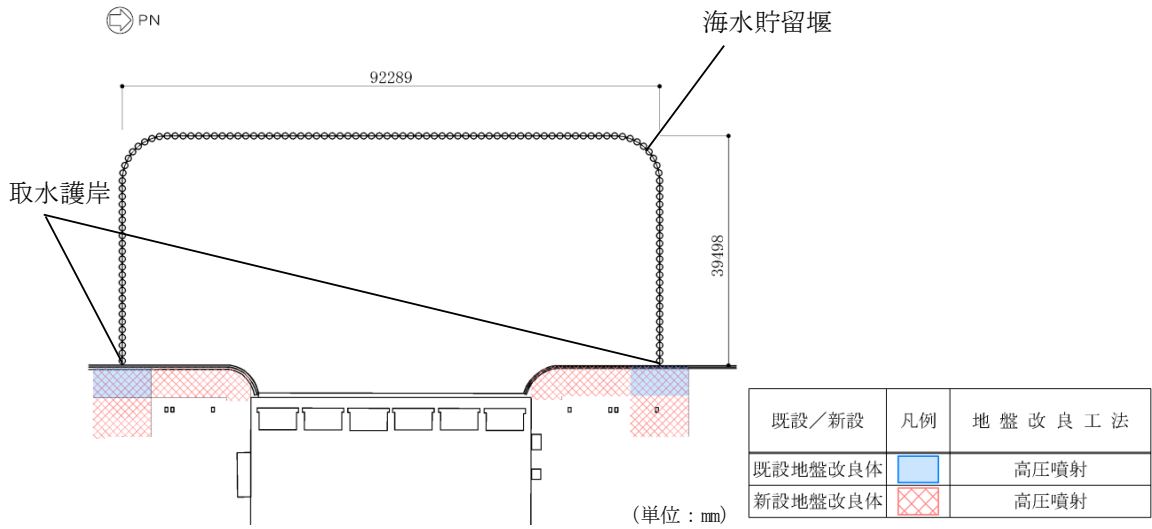 PN
海水貯留堰
92289
取水護岸
39498
既設／新設 凡例 地盤改良工法
既設地盤改良体 高圧噴射
新設地盤改良体 高圧噴射
(単位：㎜)